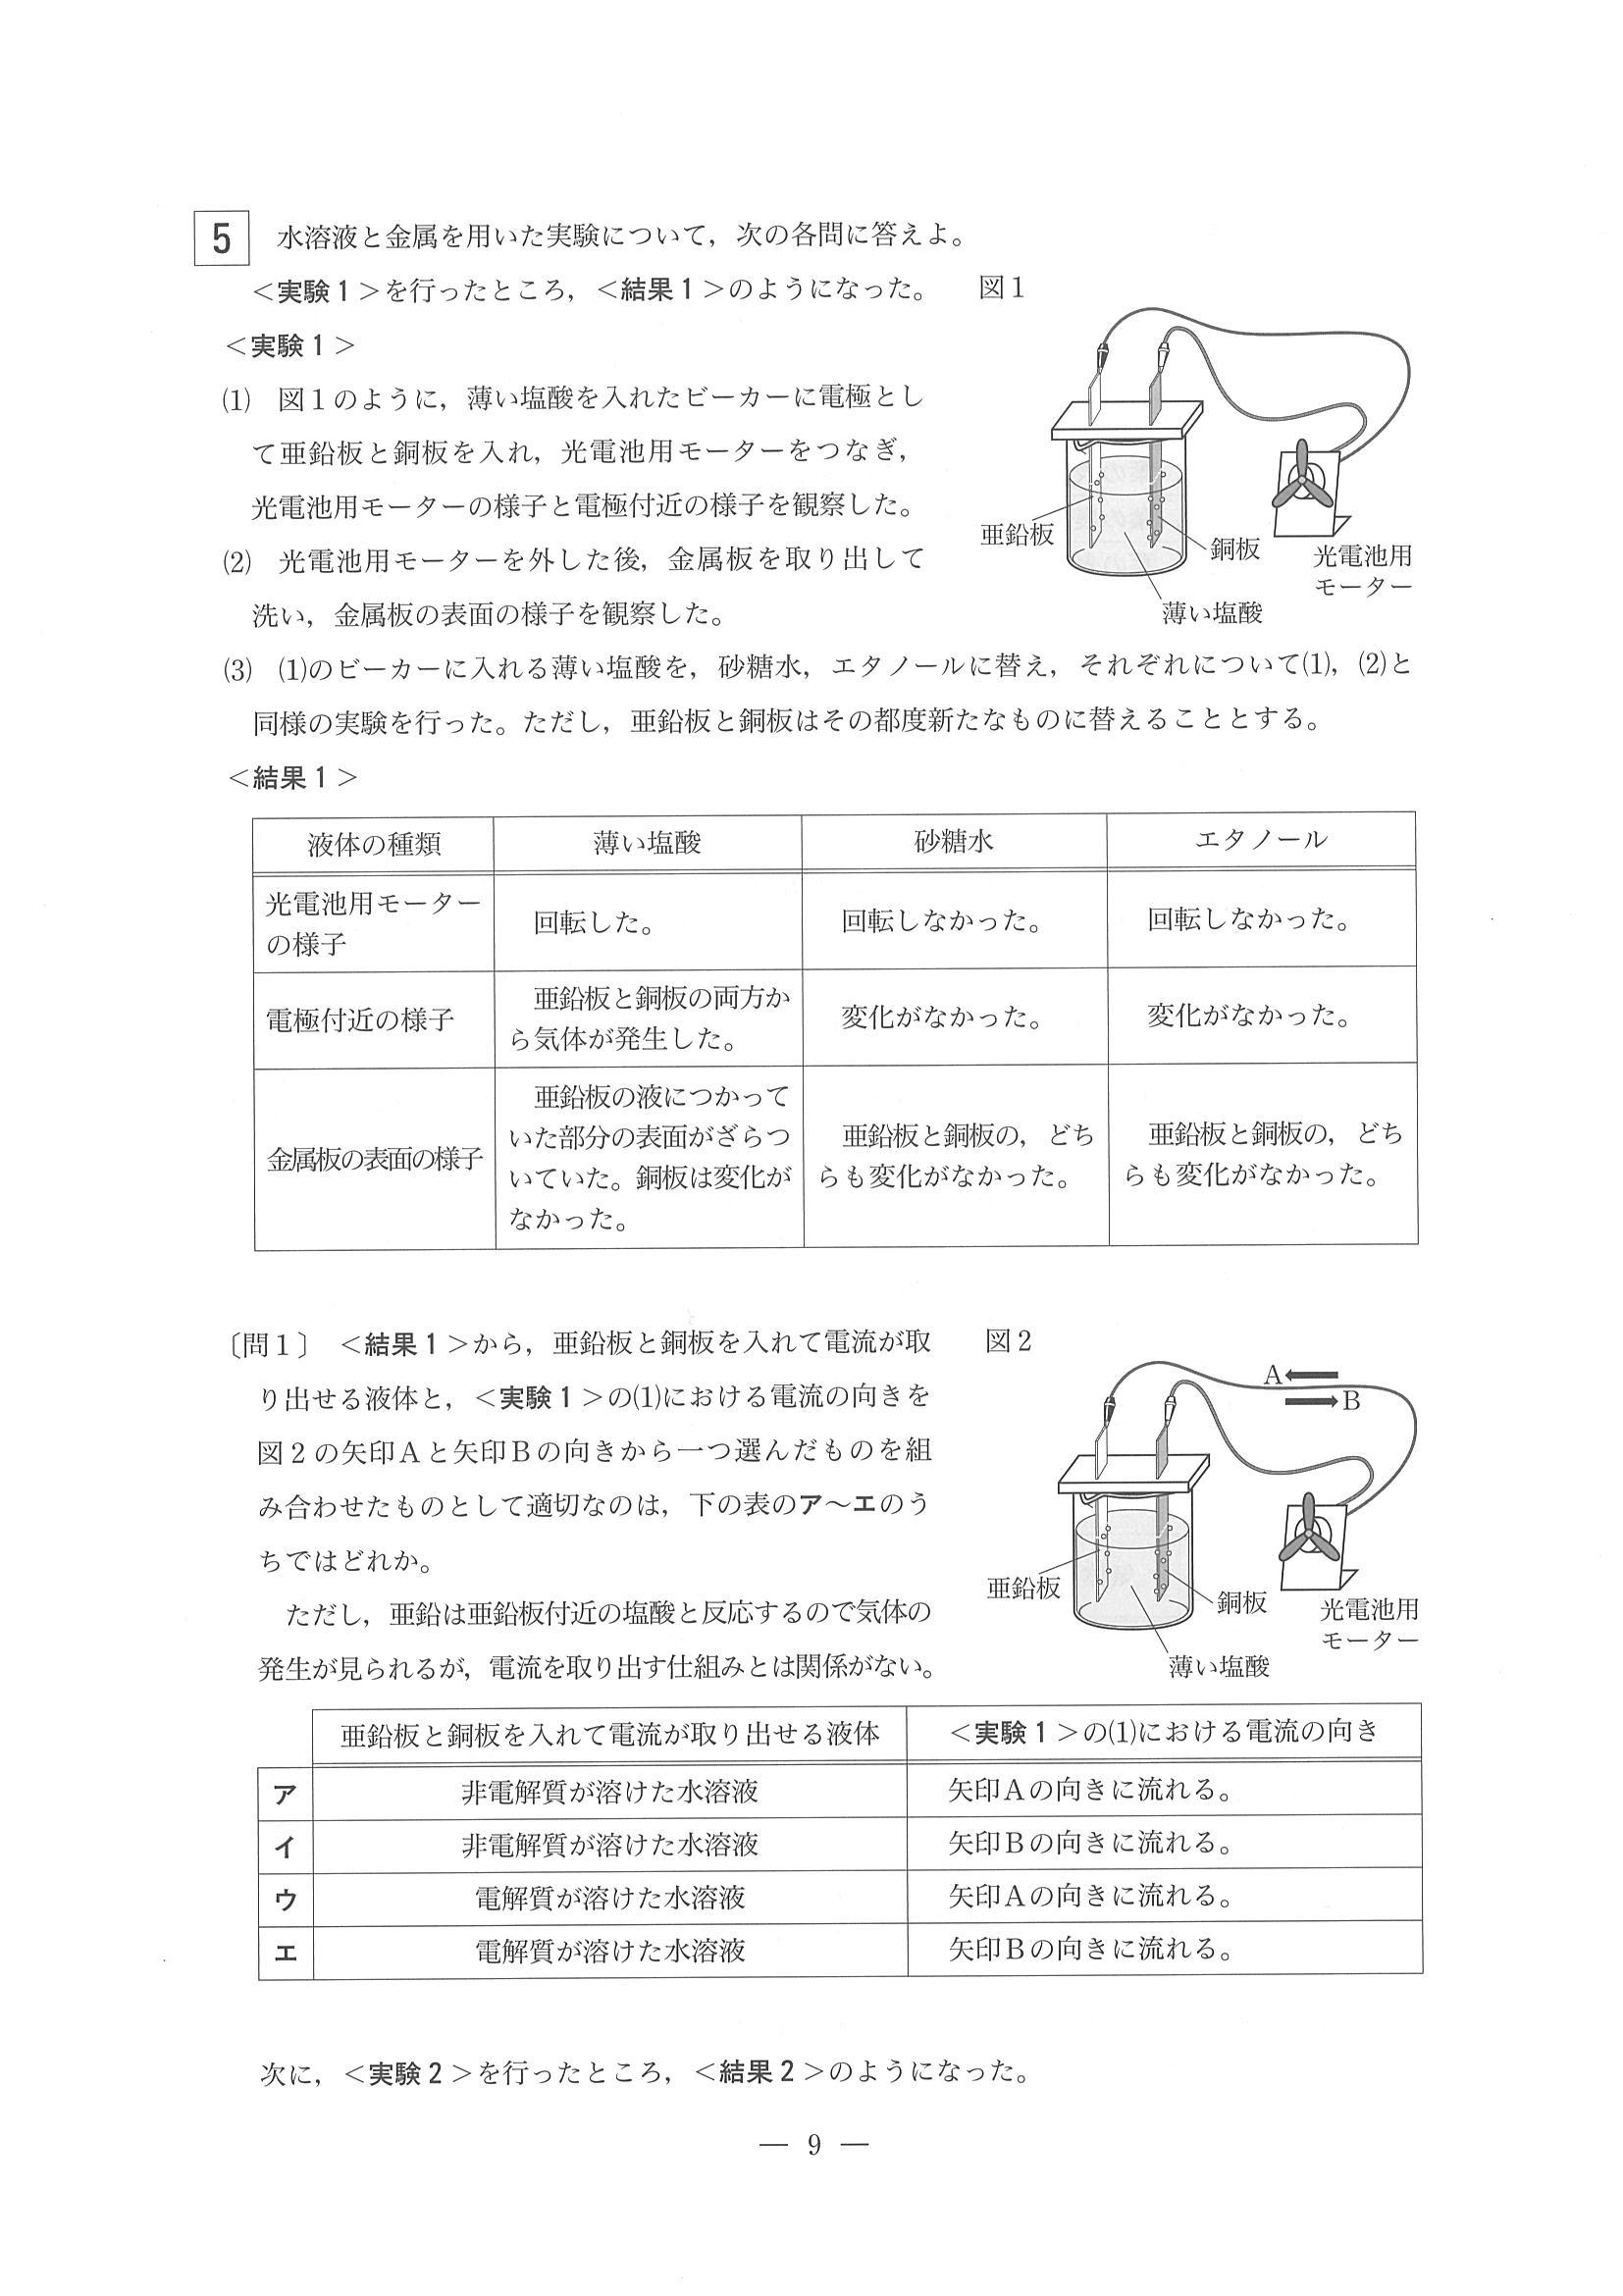 5 水溶液と金属を用いた実験について，次の各問に答えよ。
＜実験１＞を行ったところ，＜結果１＞のようになった。
＜実験１＞
(1) 図１のように，薄い塩酸を入れたビーカーに電極とし
て亜鉛板と銅板を入れ，光電池用モーターをつなぎ，
光電池用モーターの様子と電極付近の様子を観察した。
(2) 光電池用モーターを外した後，金属板を取り出して
洗い，金属板の表面の様子を観察した。
図１
亜鉛板
銅板
光電池用
モーター
薄い塩酸
(3) (1)のビーカーに入れる薄い塩酸を，砂糖水，エタノールに替え，それぞれについて(1)，(2)と
同様の実験を行った。ただし，亜鉛板と銅板はその都度新たなものに替えることとする。
＜結果１＞
液体の種類 薄い塩酸 砂糖水 エタノール
光電池用モーター
の様子
回転した。 回転しなかった。 回転しなかった。
電極付近の様子
亜鉛板と銅板の両方か
ら気体が発生した。
変化がなかった。 変化がなかった。
金属板の表面の様子
亜鉛板の液につかって
いた部分の表面がざらつ
いていた。銅板は変化が
なかった。
亜鉛板と銅板の，どち
らも変化がなかった。
亜鉛板と銅板の，どち
らも変化がなかった。
〔問１〕 ＜結果１＞から，亜鉛板と銅板を入れて電流が取
り出せる液体と，＜実験１＞の(1)における電流の向きを
図２の矢印Ａと矢印Ｂの向きから一つ選んだものを組
み合わせたものとして適切なのは，下の表のア～エのう
ちではどれか。
ただし，亜鉛は亜鉛板付近の塩酸と反応するので気体の
発生が見られるが，電流を取り出す仕組みとは関係がない。
図２
A
B
亜鉛板
銅板
光電池用
モーター
薄い塩酸
亜鉛板と銅板を入れて電流が取り出せる液体 ＜実験１＞の(1)における電流の向き
ア 非電解質が溶けた水溶液 矢印Ａの向きに流れる。
イ 非電解質が溶けた水溶液 矢印Ｂの向きに流れる。
ウ 電解質が溶けた水溶液 矢印Ａの向きに流れる。
エ 電解質が溶けた水溶液 矢印Ｂの向きに流れる。
次に，＜実験２＞を行ったところ，＜結果２＞のようになった。
— 9 —